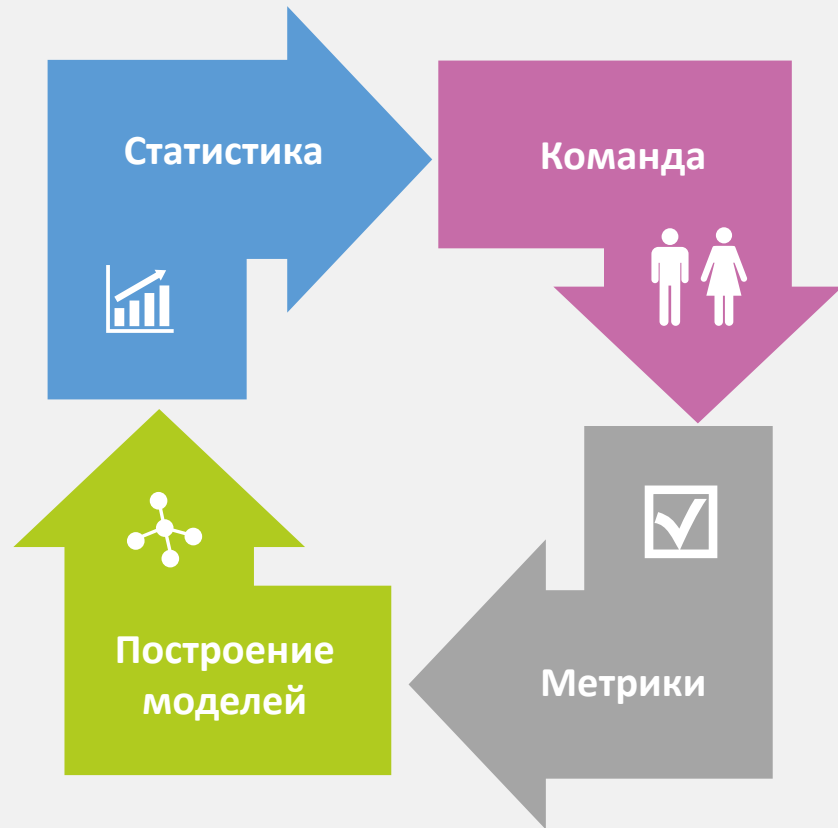 Статистика
Команда
Построение
моделей
Метрики